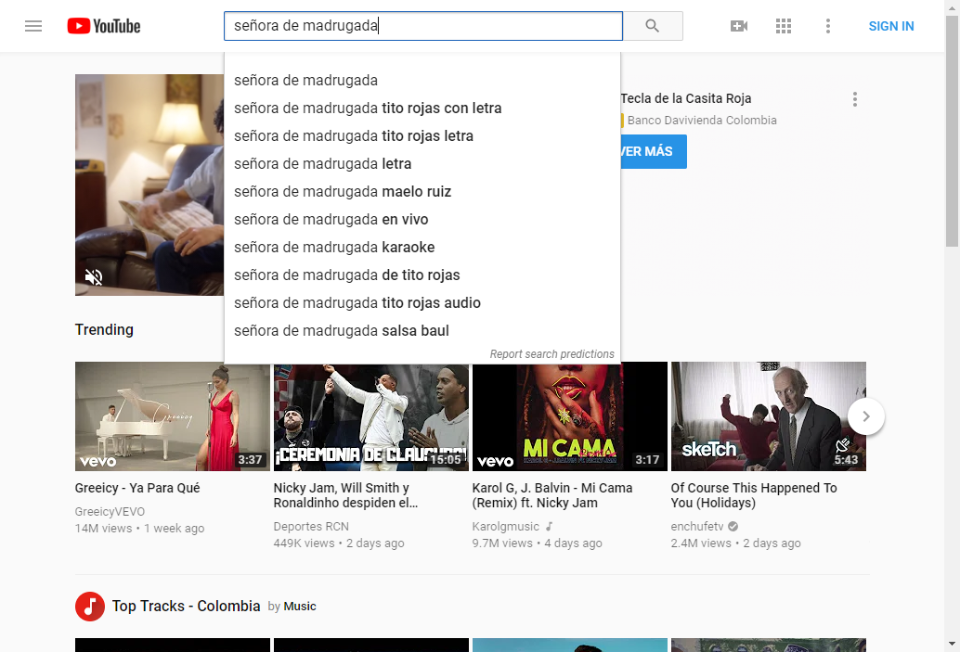 YouTube
señora de madrugada
SIGN IN
señora de madrugada
señora de madrugada tito rojas con letra
señora de madrugada tito rojas letra
señora de madrugada letra
señora de madrugada maelo ruiz
señora de madrugada en vivo
señora de madrugada karaoke
señora de madrugada de tito rojas
señora de madrugada tito rojas audio
señora de madrugada salsa baul
Report search predictions
Tecla de la Casita Roja
Banco Davivienda Colombia
VER MÁS
Trending
vevo
Greeicy
3:37
¡CEREMONIA DE
15:05
vevo
MI CAMA
3:17
skeTch
5:43
Greeicy - Ya Para Qué
GreeicyVEVO
14M views • 1 week ago
Nicky Jam, Will Smith y
Ronaldinho despiden el...
Deportes RCN
449K views • 2 days ago
Karol G, J. Balvin - Mi Cama
(Remix) ft. Nicky Jam
Karolgmusic
9.7M views • 4 days ago
Of Course This Happened To
You (Holidays)
enchufetv
2.4M views • 2 days ago
Top Tracks - Colombia by Music